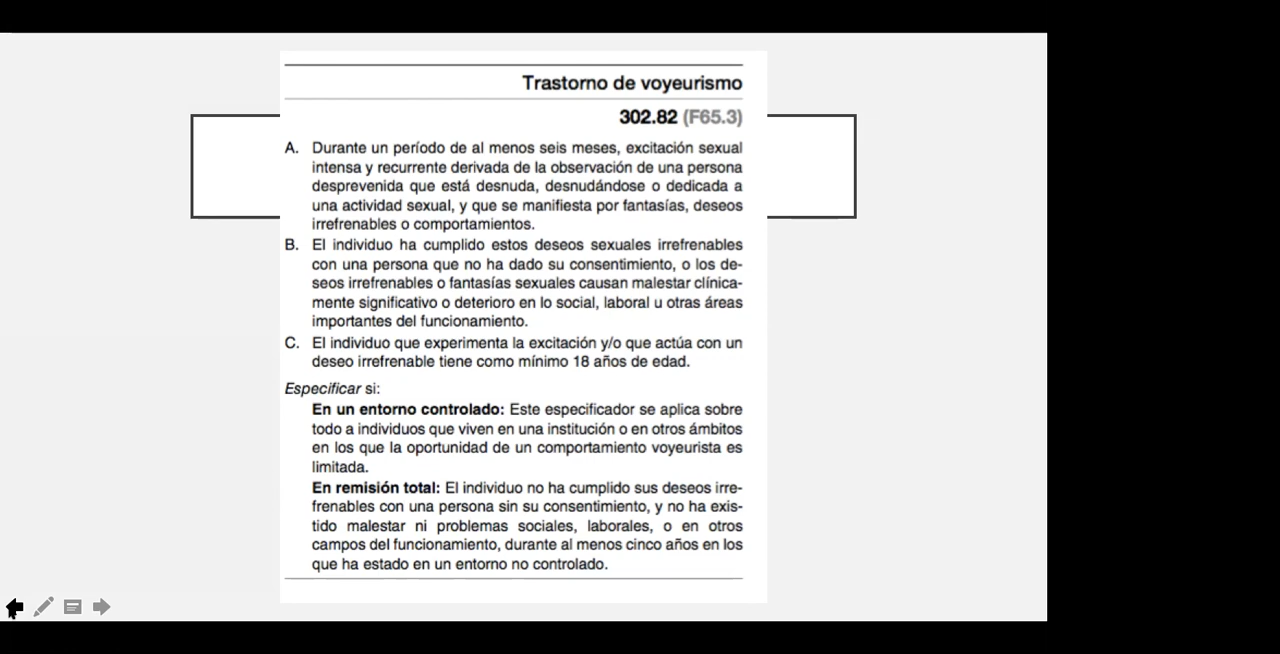 Trastorno de voyeurismo
302.82 (F65.3)
A. Durante un período de al menos seis meses, excitación sexual
intensa y recurrente derivada de la observación de una persona
desprevenida que está desnuda, desnudándose o dedicada a
una actividad sexual, y que se manifiesta por fantasías, deseos
irrefrenables o comportamientos.
B. El individuo ha cumplido estos deseos sexuales irrefrenables
con una persona que no ha dado su consentimiento, o los de-
seos irrefrenables o fantasías sexuales causan malestar clínica-
mente significativo o deterioro en lo social, laboral u otras áreas
importantes del funcionamiento.
C. El individuo que experimenta la excitación y/o que actúa con un
deseo irrefrenable tiene como mínimo 18 años de edad.
Especificar si:
En un entorno controlado: Este especificador se aplica sobre
todo a individuos que viven en una institución o en otros ámbitos
en los que la oportunidad de un comportamiento voyeurista es
limitada.
En remisión total: El individuo no ha cumplido sus deseos irre-
frenables con una persona sin su consentimiento, y no ha exis-
tido malestar ni problemas sociales, laborales, o en otros
campos del funcionamiento, durante al menos cinco años en los
que ha estado en un entorno no controlado.